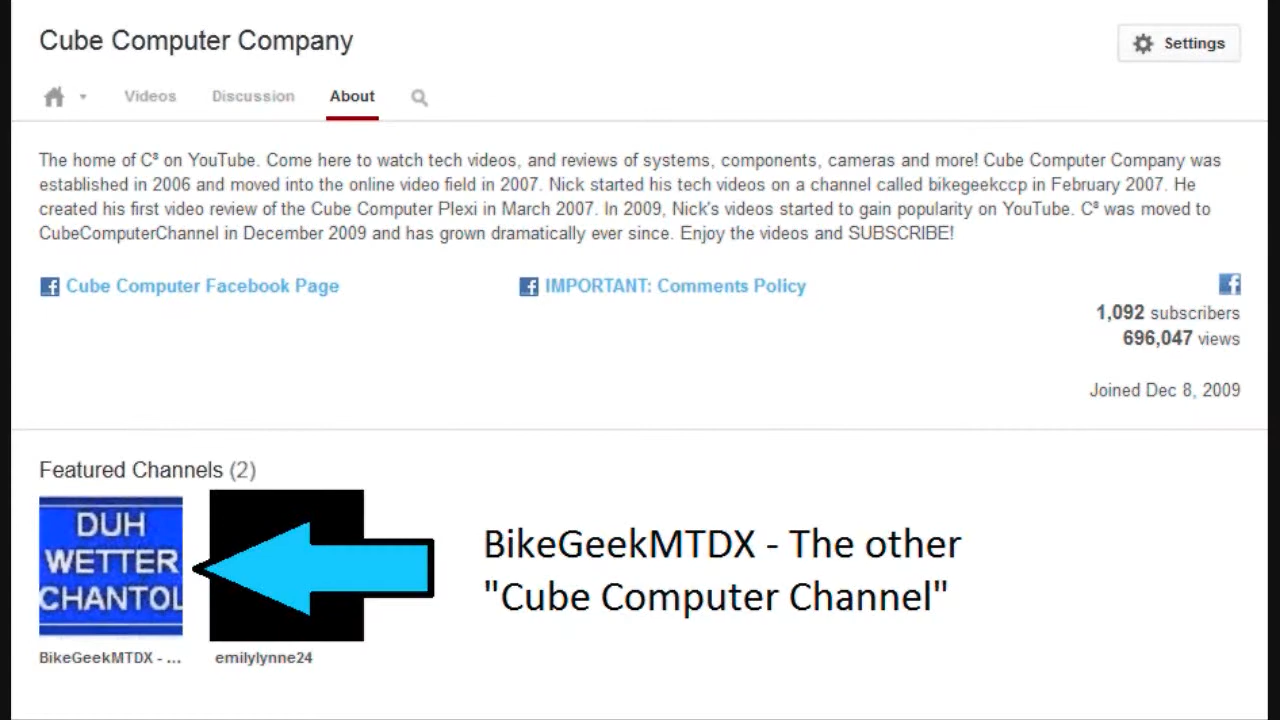 Cube Computer Company
Settings
Videos
Discussion
About
The home of C³ on YouTube. Come here to watch tech videos, and reviews of systems, components, cameras and more! Cube Computer Company was
established in 2006 and moved into the online video field in 2007. Nick started his tech videos on a channel called bikegeekccp in February 2007. He
created his first video review of the Cube Computer Plexi in March 2007. In 2009, Nick's videos started to gain popularity on YouTube. C³ was moved to
CubeComputerChannel in December 2009 and has grown dramatically ever since. Enjoy the videos and SUBSCRIBE!
Cube Computer Facebook Page
IMPORTANT: Comments Policy
1,092 subscribers
696,047 views
Joined Dec 8, 2009
Featured Channels (2)
DUH
WETTER
CHANTOL
BikeGeekMTDX - ...
emilylynne24
BikeGeekMTDX - The other
"Cube Computer Channel"